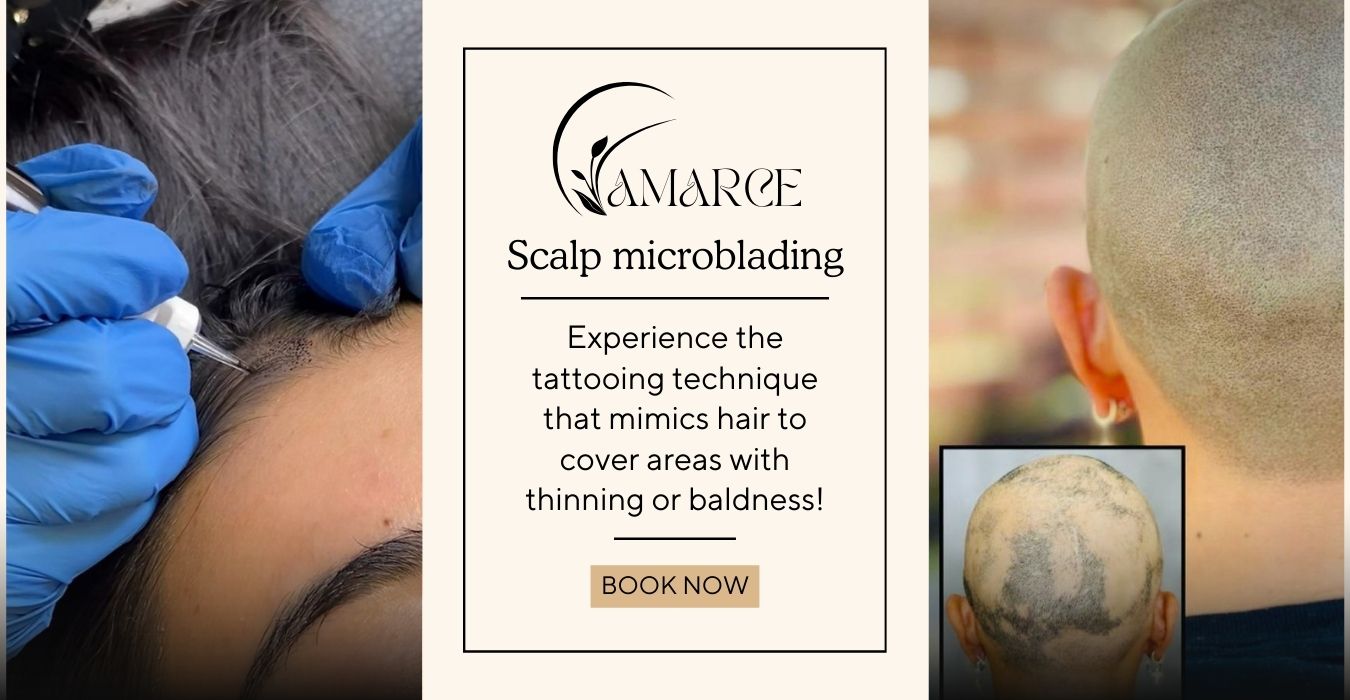 AMARCE
Scalp microblading
Experience the
tattooing technique
that mimics hair to
cover areas with
thinning or baldness!
BOOK NOW